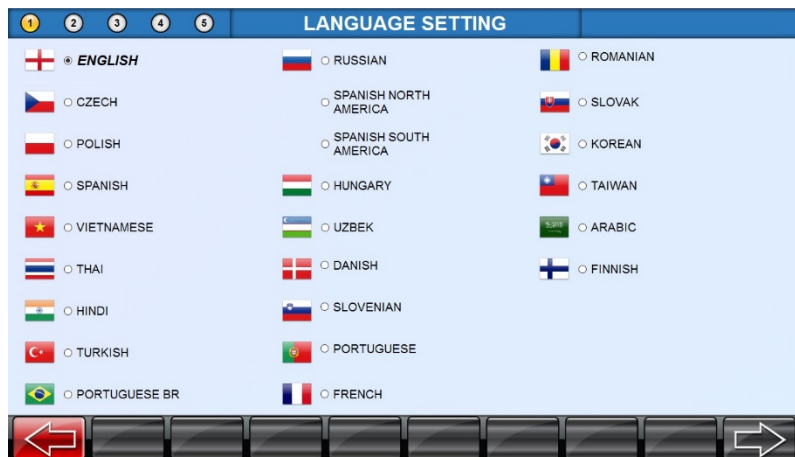 1 2 3 4 5 LANGUAGE SETTING
ENGLISH
CZECH
POLISH
SPANISH
VIETNAMESE
THAI
HINDI
TURKISH
PORTUGUESE BR
RUSSIAN
SPANISH NORTH
AMERICA
SPANISH SOUTH
AMERICA
HUNGARY
UZBEK
DANISH
SLOVENIAN
PORTUGUESE
FRENCH
ROMANIAN
SLOVAK
KOREAN
TAIWAN
ARABIC
FINNISH